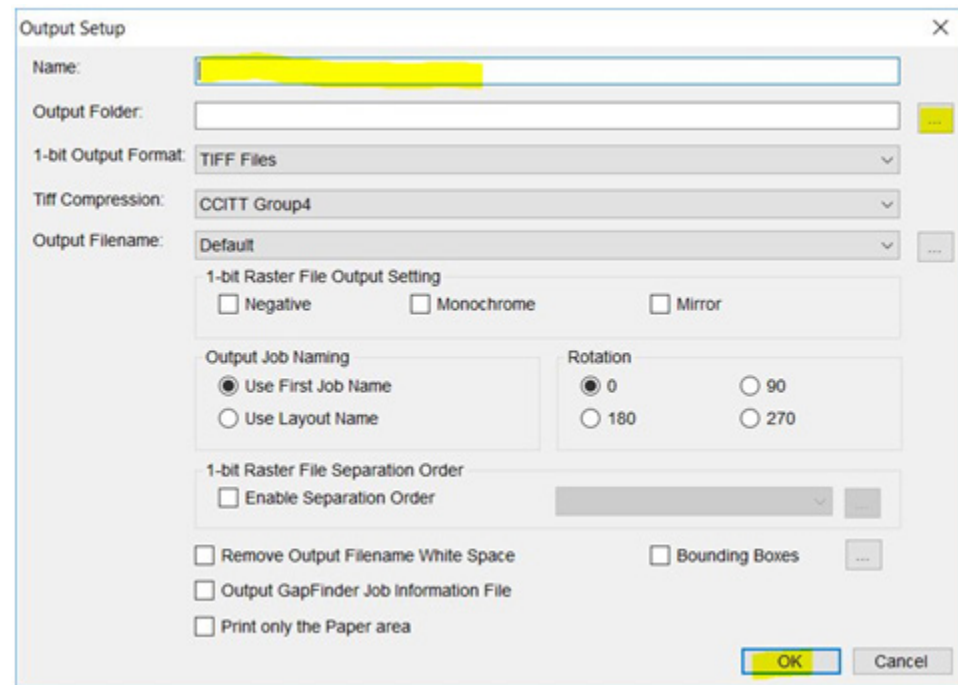 Output Setup
Name:
Output Folder:
...
1-bit Output Format: TIFF Files
Tiff Compression: CCITT Group4
Output Filename: Default
...
1-bit Raster File Output Setting
Negative Monochrome Mirror
Output Job Naming Rotation
Use First Job Name 0 90
Use Layout Name 180 270
1-bit Raster File Separation Order
Enable Separation Order ...
Remove Output Filename White Space Bounding Boxes ...
Output GapFinder Job Information File
Print only the Paper area
OK Cancel